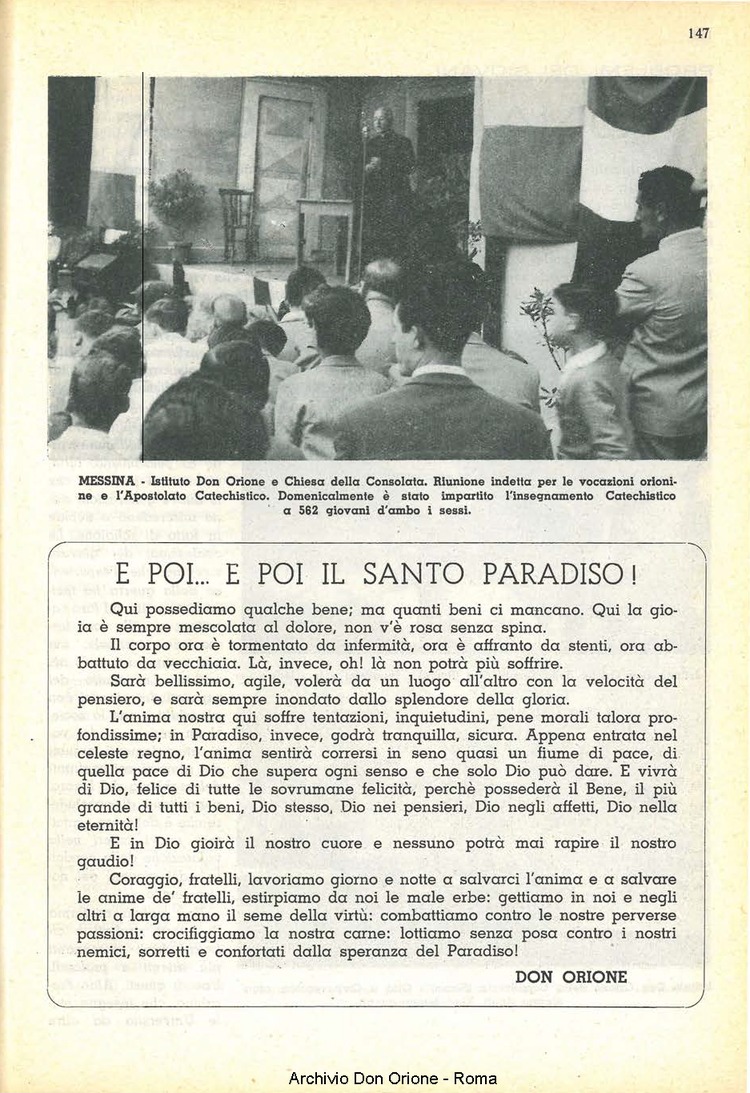 147
MESSINA - Istituto Don Orione e Chiesa della Consolata. Riunione indetta per le vocazioni orioni-
ne e l'Apostolato Catechistico. Domenicalmente è stato impartito l'insegnamento Catechistico
a 562 giovani d'ambo i sessi.
E POI... E POI IL SANTO PARADISO!
Qui possediamo qualche bene; ma quanti beni ci mancano. Qui la gio-
ia è sempre mescolata al dolore, non v'è rosa senza spina.
Il corpo ora è tormentato da infermità, ora è affranto da stenti, ora ab-
battuto da vecchiaia. Là, invece, oh! là non potrà più soffrire.
Sarà bellissimo, agile, volerà da un luogo all'altro con la velocità del
pensiero, e sarà sempre inondato dallo splendore della gloria.
L'anima nostra qui soffre tentazioni, inquietudini, pene morali talora pro-
fondissime; in Paradiso, invece, godrà tranquilla, sicura. Appena entrata nel
celeste regno, l'anima sentirà corrersi in seno quasi un fiume di pace, di
quella pace di Dio che supera ogni senso e che solo Dio può dare. E vivrà
di Dio, felice di tutte le sovrumane felicità, perchè possederà il Bene, il più
grande di tutti i beni, Dio stesso, Dio nei pensieri, Dio negli affetti, Dio nella
eternità!
E in Dio gioirà il nostro cuore e nessuno potrà mai rapire il nostro
gaudio!
Coraggio, fratelli, lavoriamo giorno e notte a salvarci l'anima e a salvare
le anime de' fratelli, estirpiamo da noi le male erbe: gettiamo in noi e negli
altri a larga mano il seme della virtù: combattiamo contro le nostre perverse
passioni: crocifiggiamo la nostra carne: lottiamo senza posa contro i nostri
nemici, sorretti e confortati dalla speranza del Paradiso!
DON ORIONE
Archivio Don Orione - Roma